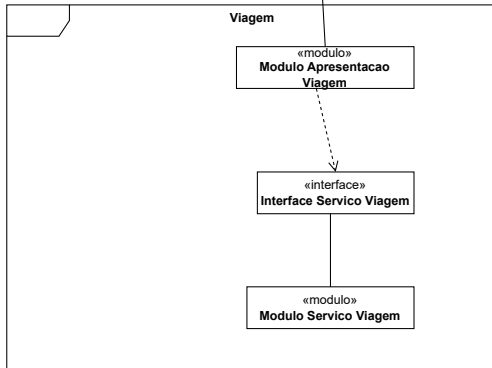 Viagem
«modulo»
Modulo Apresentacao
Viagem
«interface»
Interface Servico Viagem
«modulo»
Modulo Servico Viagem